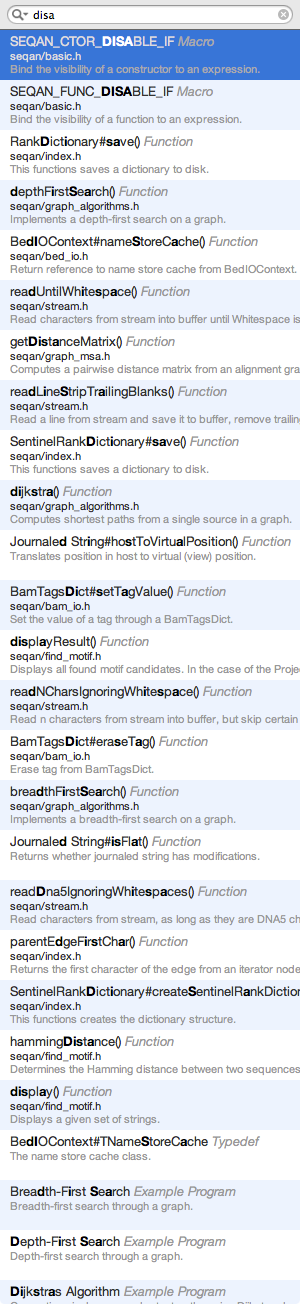 disa
SEQAN_CTOR_DISABLE_IF Macro
seqan/basic.h
Bind the visibility of a constructor to an expression.
SEQAN_FUNC_DISABLE_IF Macro
seqan/basic.h
Bind the visibility of a function to an expression.
RankDictionary#save() Function
seqan/index.h
This functions saves a dictionary to disk.
depthFirstSearch() Function
seqan/graph_algorithms.h
Implements a depth-first search on a graph.
BedIOContext#nameStoreCache() Function
seqan/bed_io.h
Return reference to name store cache from BedIOContext.
readUntilWhitespace() Function
seqan/stream.h
Read characters from stream into buffer until Whitespace is
getDistanceMatrix() Function
seqan/graph_msa.h
Computes a pairwise distance matrix from an alignment gra
readLineStripTrailingBlanks() Function
seqan/stream.h
Read a line from stream and save it to buffer, remove trailin
SentinelRankDictionary#save() Function
seqan/index.h
This functions saves a dictionary to disk.
dijkstra() Function
seqan/graph_algorithms.h
Computes shortest paths from a single source in a graph.
Journaled String#hostToVirtualPosition() Function
Translates position in host to virtual (view) position.
BamTagsDict#setTagValue() Function
seqan/bam_io.h
Set the value of a tag through a BamTagsDict.
displayResult() Function
seqan/find_motif.h
Displays all found motif candidates. In the case of the Proje
readNCharsIgnoringWhitespace() Function
seqan/stream.h
Read n characters from stream into buffer, but skip certain
BamTagsDict#eraseTag() Function
seqan/bam_io.h
Erase tag from BamTagsDict.
breadthFirstSearch() Function
seqan/graph_algorithms.h
Implements a breadth-first search on a graph.
Journaled String#isFlat() Function
Returns whether journaled string has modifications.
readDna5IgnoringWhitespaces() Function
seqan/stream.h
Read characters from stream, as long as they are DNA5 ch
parentEdgeFirstChar() Function
seqan/index.h
Returns the first character of the edge from an iterator node
SentinelRankDictionary#createSentinelRankDiction
seqan/index.h
This functions creates the dictionary structure.
hammingDistance() Function
seqan/find_motif.h
Determines the Hamming distance between two sequences
display() Function
seqan/find_motif.h
Displays a given set of strings.
BedIOContext#TNameStoreCache Typedef
The name store cache class.
Breadth-First Search Example Program
Breadth-first search through a graph.
Depth-First Search Example Program
Depth-first search through a graph.
Dijkstras Algorithm Example Program